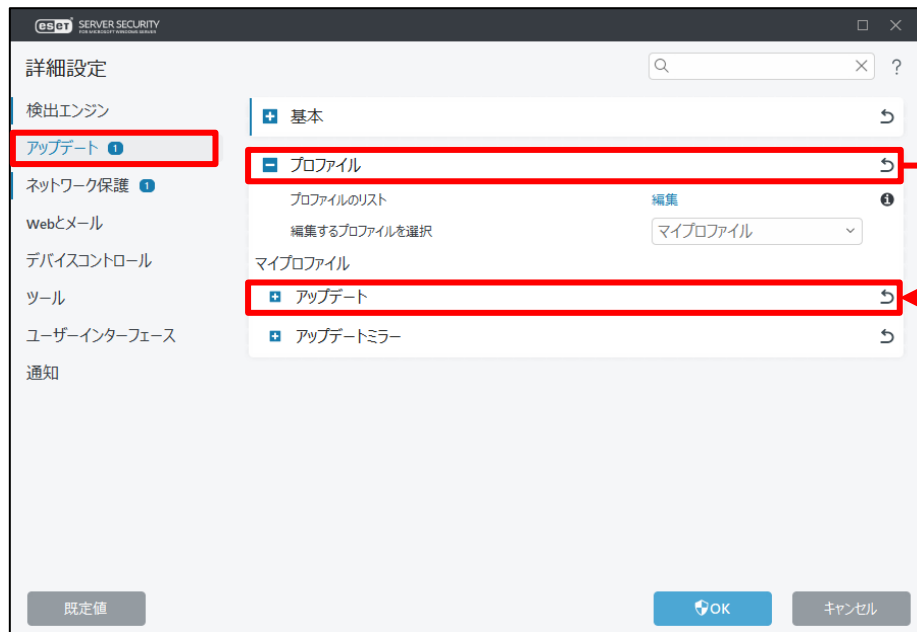 eset SERVER SECURITY
FOR MICROSOFT WINDOWS SERVER
詳細設定
?
検出エンジン
基本
アップデート 1
プロファイル
ネットワーク保護 1
プロファイルのリスト 編集
Webとメール
編集するプロファイルを選択 マイプロファイル
デバイスコントロール
マイプロファイル
ツール
アップデート
ユーザーインターフェース
アップデートミラー
通知
既定値 OK キャンセル